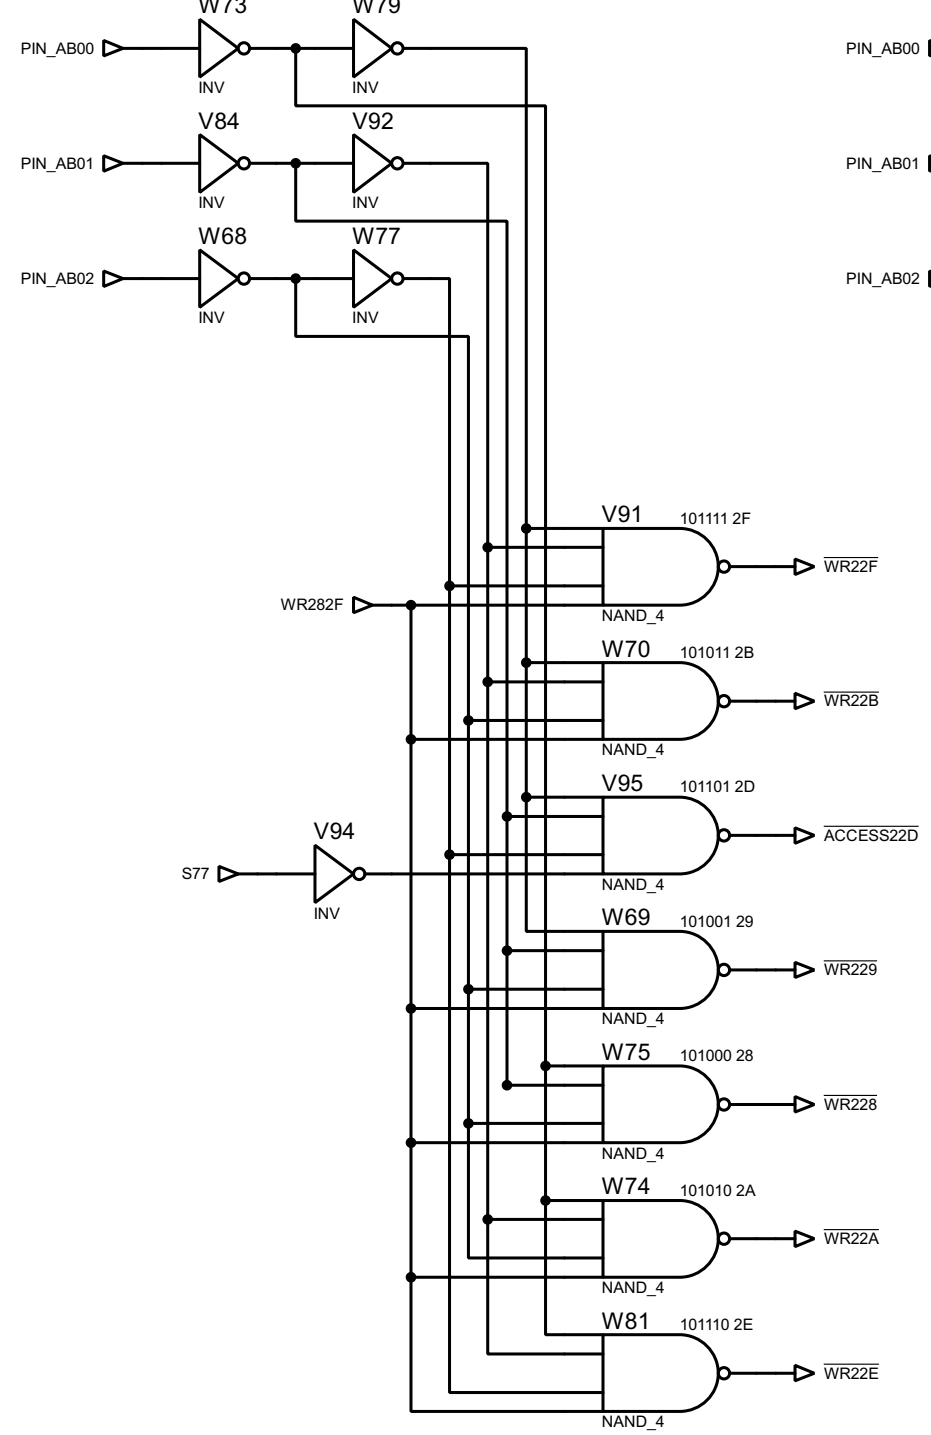 W73 W79
PIN_AB00 PIN_AB00
INV INV
V84 V92
PIN_AB01 PIN_AB01
INV INV
W68 W77
PIN_AB02 PIN_AB02
INV INV
V91 101111 2F
WR22F
WR282F
NAND_4
W70 101011 2B
WR22B
NAND_4
V95 101101 2D
V94
ACCESS22D
S77
NAND_4
INV
W69 101001 29
WR229
NAND_4
W75 101000 28
WR228
NAND_4
W74 101010 2A
WR22A
NAND_4
W81 101110 2E
WR22E
NAND_4